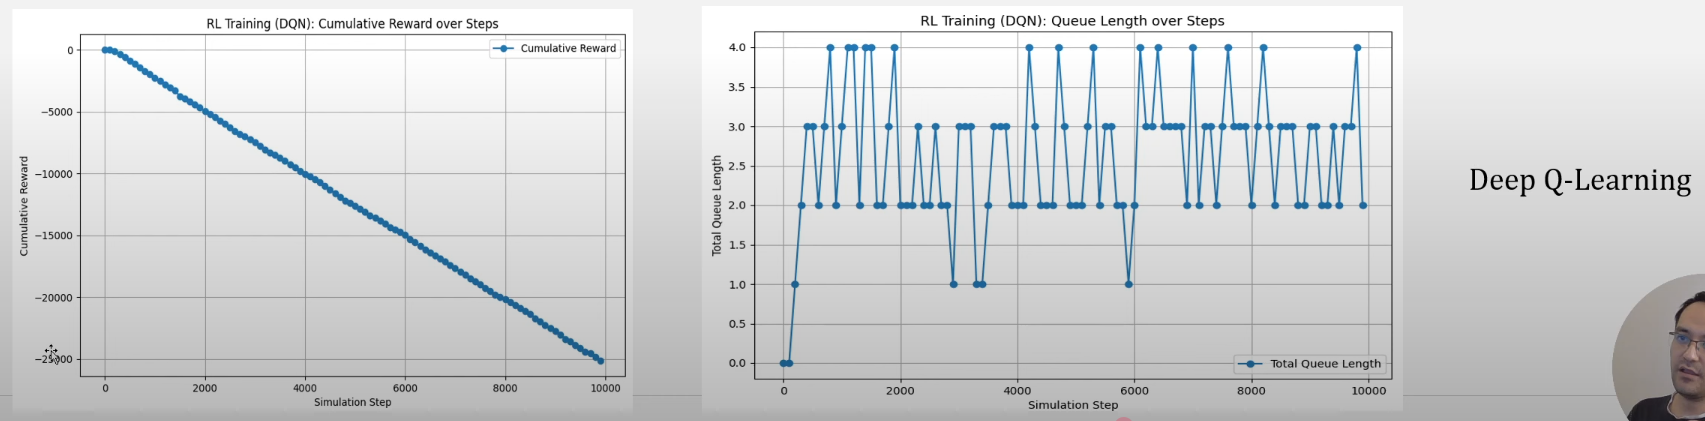 RL Training (DQN): Cumulative Reward over Steps
Cumulative Reward
0
−5000
−10000
−15000
−20000
Cumulative Reward
0 2000 4000 6000 8000 10000
Simulation Step
RL Training (DQN): Queue Length over Steps
4.0
3.5
3.0
2.5
2.0
1.5
1.0
0.5
0.0
Total Queue Length
Total Queue Length
0 2000 4000 6000 8000 10000
Simulation Step
Deep Q-Learning